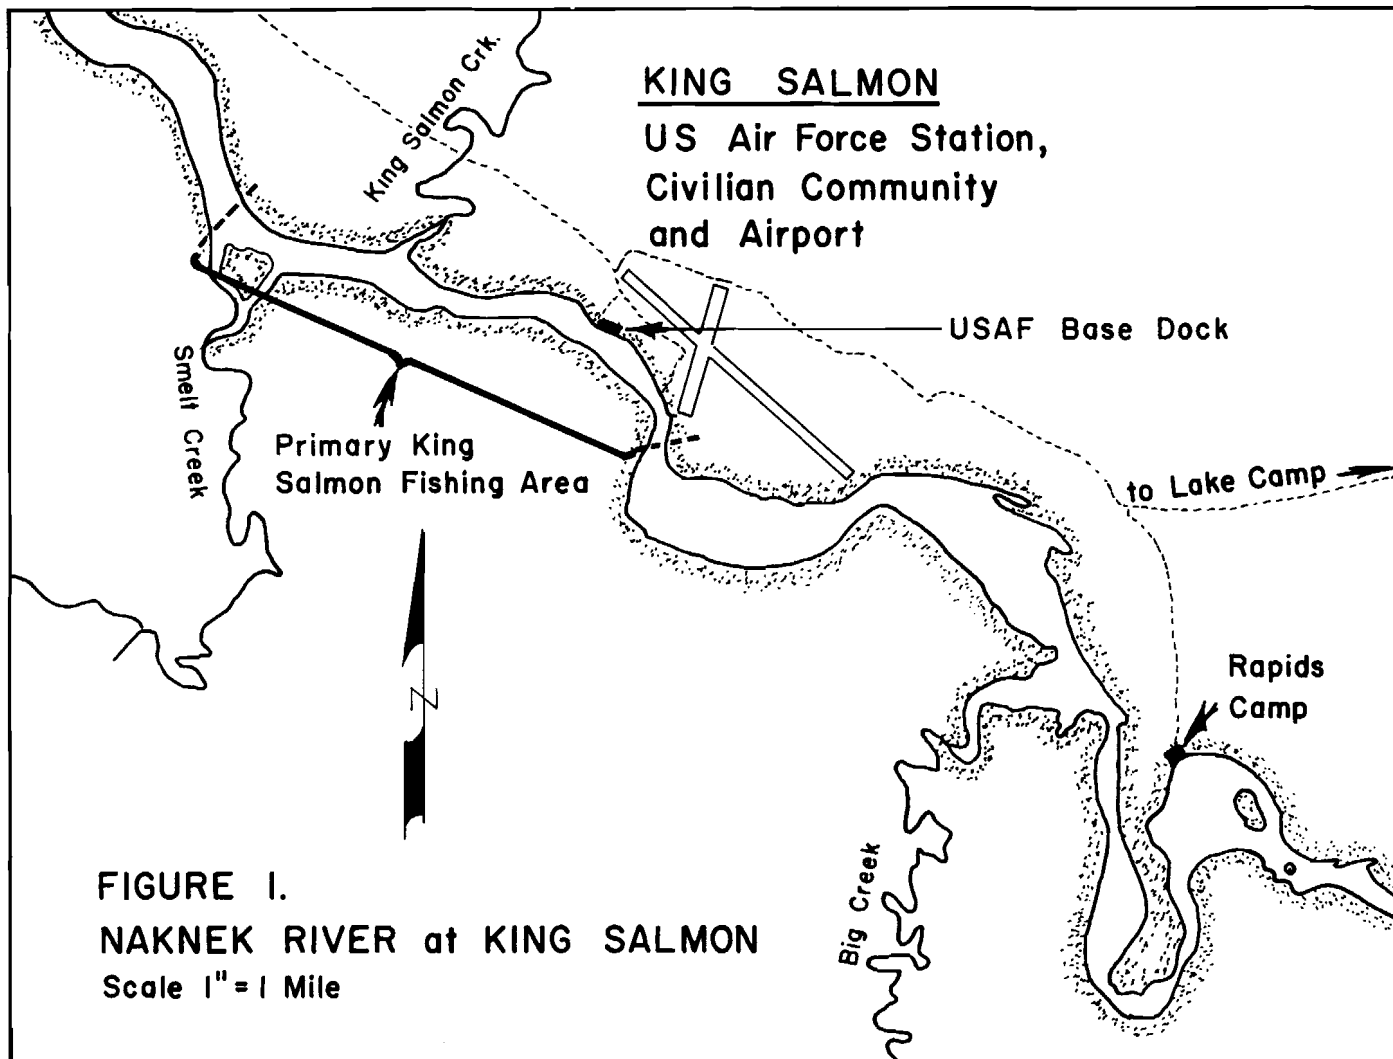 King Salmon Crk.
KING SALMON
US Air Force Station,
Civilian Community
and Airport
USAF Base Dock
Smelt Creek
Primary King
Salmon Fishing Area
to Lake Camp
N
Rapids
Camp
Big Creek
FIGURE I.
NAKNEK RIVER at KING SALMON
Scale 1" = 1 Mile